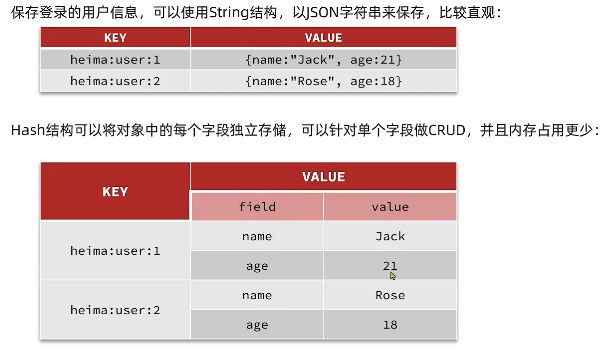 保存登录的用户信息，可以使用String结构，以JSON字符串来保存，比较直观：
KEY VALUE
heima:user:1 {name:"Jack", age:21}
heima:user:2 {name:"Rose", age:18}
Hash结构可以将对象中的每个字段独立存储，可以针对单个字段做CRUD，并且内存占用更少：
KEY VALUE
field value
heima:user:1 name Jack
age 21
heima:user:2 name Rose
age 18